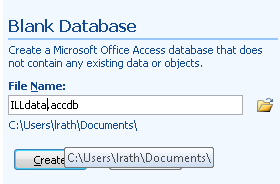 Blank Database
Create a Microsoft Office Access database that does
not contain any existing data or objects.
File Name:
ILLdata.accdb
C:\Users\lrath\Documents\
Create
C:\Users\lrath\Documents\